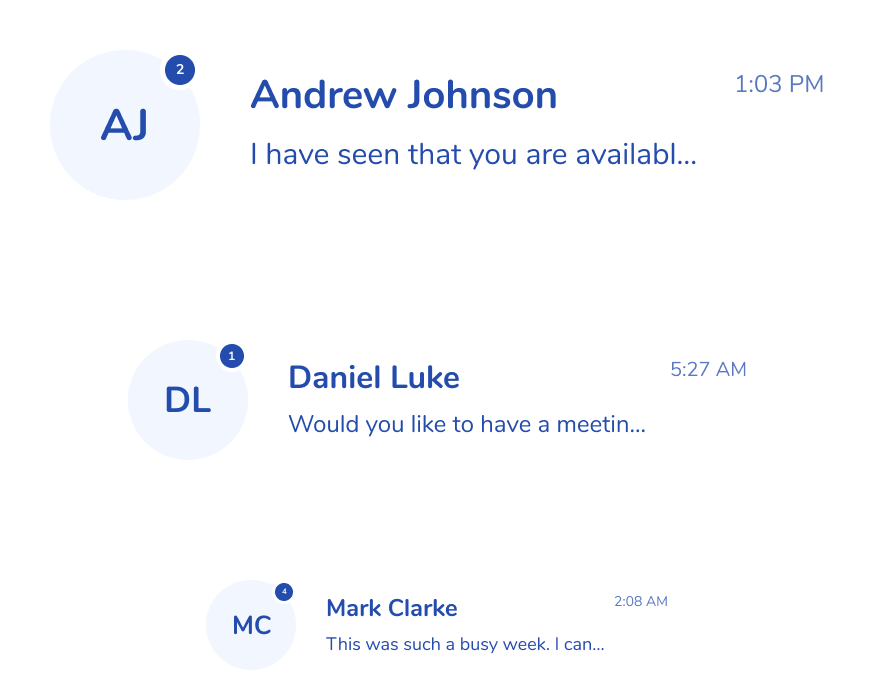 AJ
2
Andrew Johnson
1:03 PM
I have seen that you are availabl...
DL
1
Daniel Luke
5:27 AM
Would you like to have a meetin...
MC
4
Mark Clarke
2:08 AM
This was such a busy week. I can...